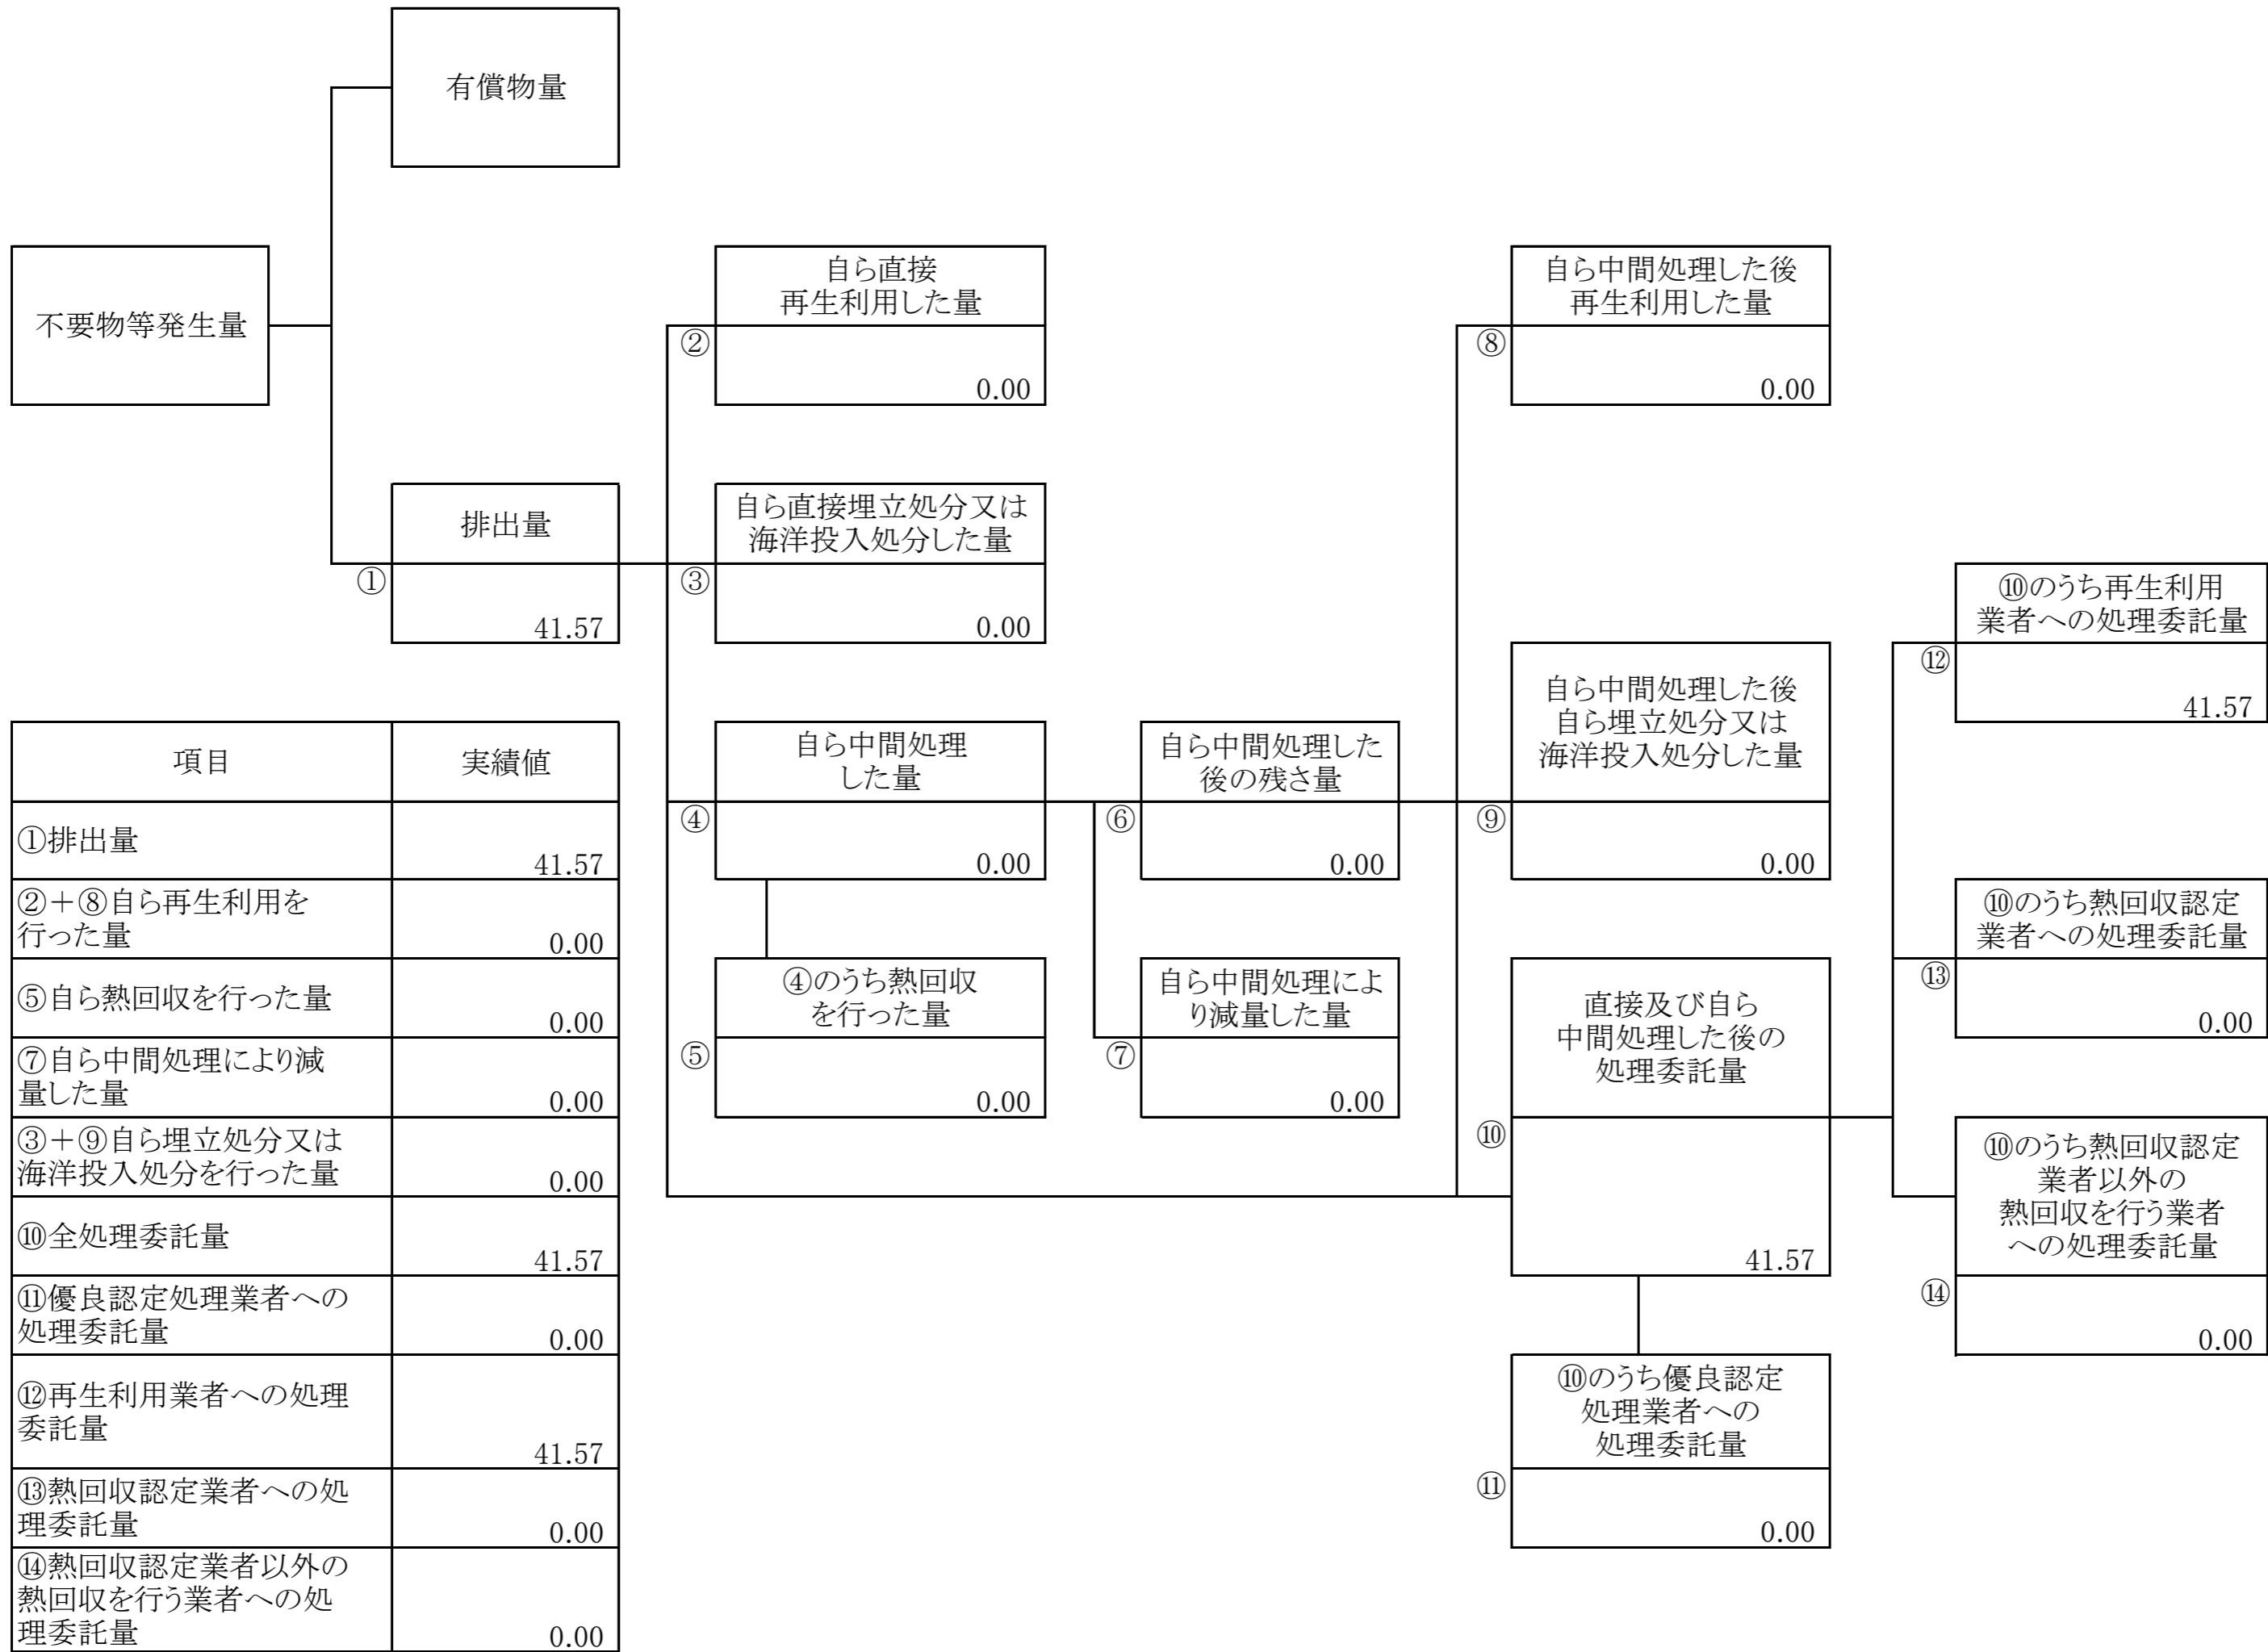 有償物量
不要物等発生量
自ら直接
再生利用した量
②
0.00
自ら中間処理した後
再生利用した量
⑧
0.00
排出量
①
41.57
自ら直接埋立処分又は
海洋投入処分した量
③
0.00
⑩のうち再生利用
業者への処理委託量
⑫
41.57
自ら中間処理
した量
④
0.00
自ら中間処理した
後の残さ量
⑥
0.00
自ら中間処理した後
自ら埋立処分又は
海洋投入処分した量
⑨
0.00
⑩のうち熱回収認定
業者への処理委託量
⑬
0.00
④のうち熱回収
を行った量
⑤
0.00
自ら中間処理によ
り減量した量
⑦
0.00
直接及び自ら
中間処理した後の
処理委託量
⑩
41.57
⑩のうち熱回収認定
業者以外の
熱回収を行う業者
への処理委託量
⑭
0.00
⑩のうち優良認定
処理業者への
処理委託量
⑪
0.00
項目 実績値
①排出量
41.57
②＋⑧自ら再生利用を
行った量
0.00
⑤自ら熱回収を行った量
0.00
⑦自ら中間処理により減
量した量
0.00
③＋⑨自ら埋立処分又は
海洋投入処分を行った量
0.00
⑩全処理委託量
41.57
⑪優良認定処理業者への
処理委託量
0.00
⑫再生利用業者への処理
委託量
41.57
⑬熱回収認定業者への処
理委託量
0.00
⑭熱回収認定業者以外の
熱回収を行う業者への処
理委託量
0.00